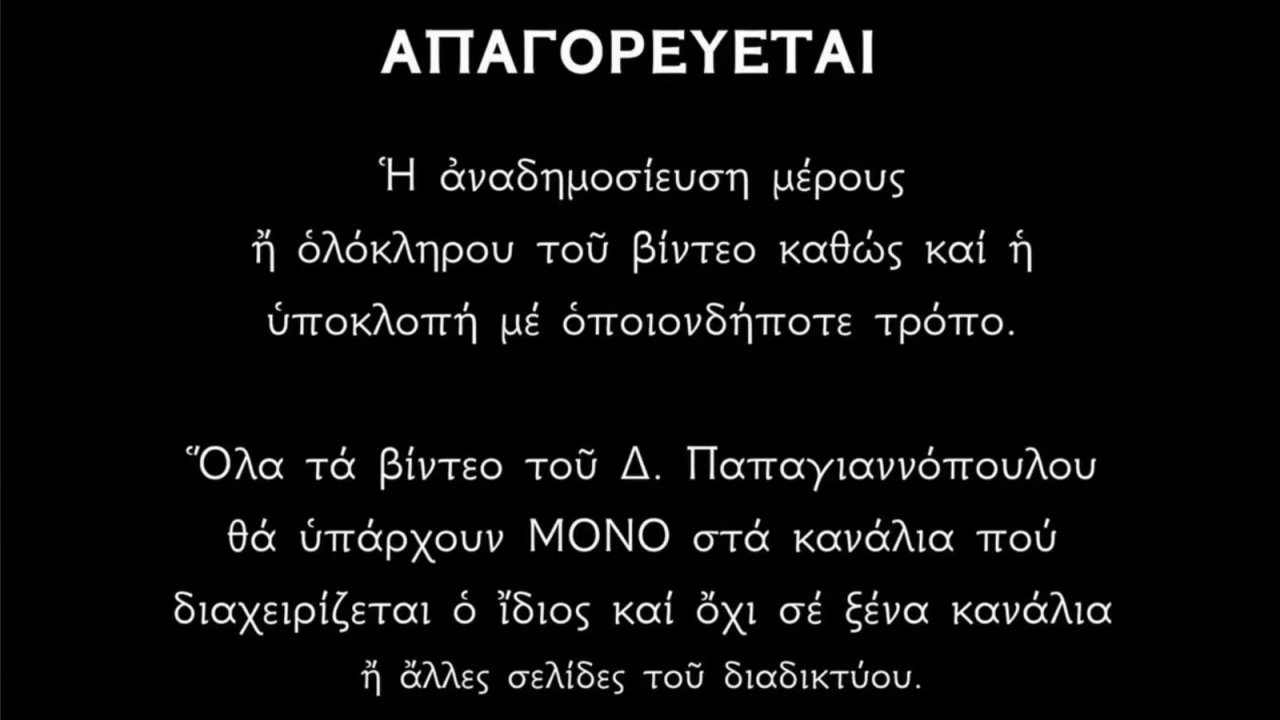 ΑΠΑΓΟΡΕΥΕΤΑΙ
Ἡ ἀναδημοσίευση μέρους
ἤ ὁλόκληρου τοῦ βίντεο καθώς καί ἡ
ὑποκλοπή μέ ὁποιονδήποτε τρόπο.
Ὅλα τά βίντεο τοῦ Δ. Παπαγιαννόπουλου
θά ὑπάρχουν ΜΟΝΟ στά κανάλια πού
διαχειρίζεται ὁ ἴδιος καί ὄχι σέ ξένα κανάλια
ἤ ἄλλες σελίδες τοῦ διαδικτύου.